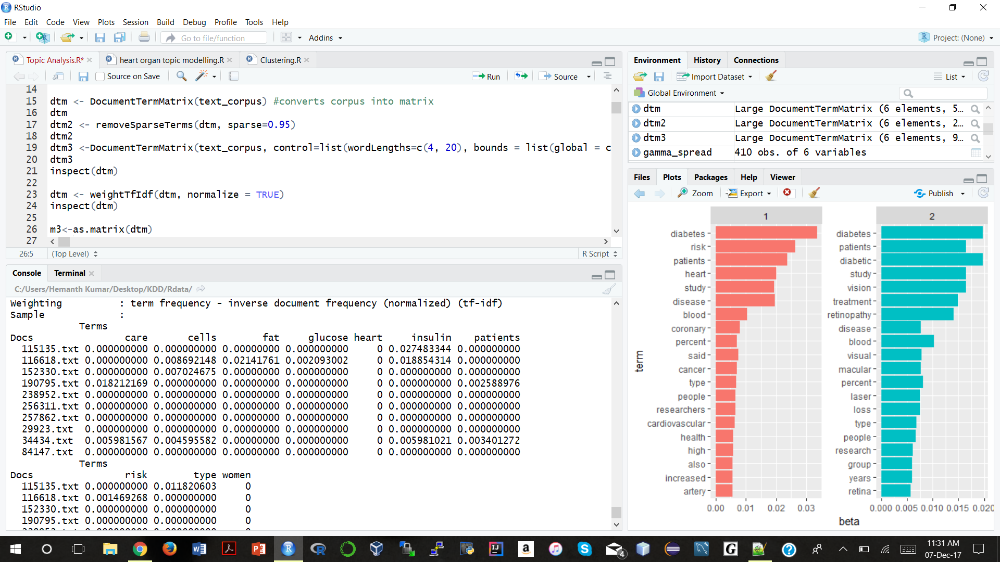 RStudio
File Edit Code View Plots Session Build Debug Profile Tools Help
Go to file/function Addins Project: (None)
Topic Analysis.R* heart organ topic modelling.R Clustering.R
Source on Save Run Source
14
15 dtm <- DocumentTermMatrix(text_corpus) #converts corpus into matrix
16 dtm
17 dtm2 <- removeSparseTerms(dtm, sparse=0.95)
18 dtm2
19 dtm3 <-DocumentTermMatrix(text_corpus, control=list(wordLengths=c(4, 20), bounds = list(global = c
20 dtm3
21 inspect(dtm)
22
23 dtm <- weightTfIdf(dtm, normalize = TRUE)
24 inspect(dtm)
25
26 m3<-as.matrix(dtm)
27
26:5 (Top Level) R Script
Console Terminal
C:/Users/Hemanth Kumar/Desktop/KDD/Rdata/
Weighting : term frequency - inverse document frequency (normalized) (tf-idf)
Sample :
Terms
Docs care cells fat glucose heart insulin patients
115135.txt 0.000000000 0.000000000 0.00000000 0.000000000 0 0.027483344 0.000000000
116618.txt 0.000000000 0.008692148 0.02141761 0.002093002 0 0.018854314 0.000000000
152330.txt 0.000000000 0.007024675 0.00000000 0.000000000 0 0.000000000 0.000000000
190795.txt 0.018212169 0.000000000 0.00000000 0.000000000 0 0.000000000 0.002588976
238952.txt 0.000000000 0.000000000 0.00000000 0.000000000 0 0.000000000 0.000000000
256311.txt 0.000000000 0.000000000 0.00000000 0.000000000 0 0.000000000 0.000000000
257862.txt 0.000000000 0.000000000 0.00000000 0.000000000 0 0.000000000 0.000000000
29923.txt 0.000000000 0.000000000 0.00000000 0.000000000 0 0.000000000 0.000000000
34434.txt 0.005981567 0.004595582 0.00000000 0.000000000 0 0.005981021 0.003401272
84147.txt 0.000000000 0.000000000 0.00000000 0.000000000 0 0.000000000 0.000000000
Terms
Docs risk type women
115135.txt 0.000000000 0.011820603 0
116618.txt 0.001469268 0.000000000 0
152330.txt 0.000000000 0.000000000 0
190795.txt 0.000000000 0.000000000 0
Environment History Connections
Import Dataset List
Global Environment
dtm Large DocumentTermMatrix (6 elements, 5…
dtm2 Large DocumentTermMatrix (6 elements, 2…
dtm3 Large DocumentTermMatrix (6 elements, 9…
gamma_spread 410 obs. of 6 variables
Files Plots Packages Help Viewer
Zoom Export Publish
1
diabetes
risk
patients
heart
study
disease
blood
coronary
percent
said
cancer
type
people
researchers
cardiovascular
health
high
also
increased
artery
0.00 0.01 0.02 0.03
2
diabetes
patients
diabetic
study
vision
treatment
retinopathy
disease
blood
visual
macular
percent
laser
loss
type
people
research
group
years
retina
0.000 0.005 0.010 0.015 0.020
term
beta
4
11:31 AM
07-Dec-17